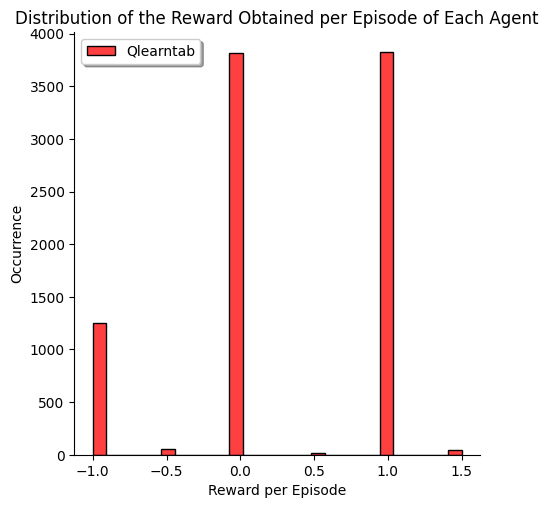 Distribution of the Reward Obtained per Episode of Each Agent
Qlearntab
4000
3500
3000
2500
2000
1500
1000
500
0
Occurrence
−1.0 −0.5 0.0 0.5 1.0 1.5
Reward per Episode